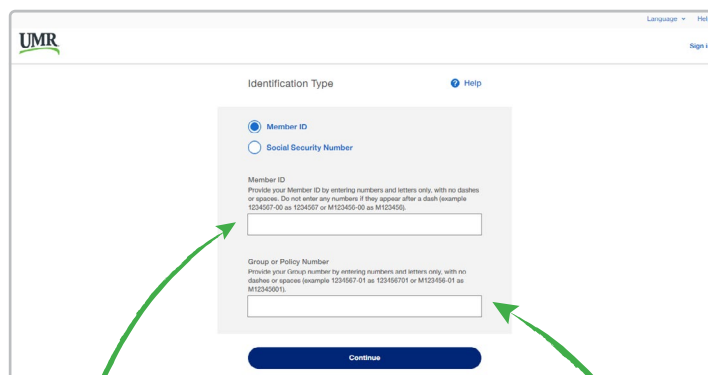 Language
UMR
Identification Type
Help
Member ID
Social Security Number
Member ID
Provide your Member ID by entering numbers and letters only, with no dashes
or spaces. Do not enter any numbers if they appear after a dash (example
1234567-00 as 1234567 or M123456-00 as M123456).
Group or Policy Number
Provide your Group number by entering numbers and letters only, with no
dashes or spaces (example 1234567-01 as 123456701 or M123456-01 as
M12345601).
Continue